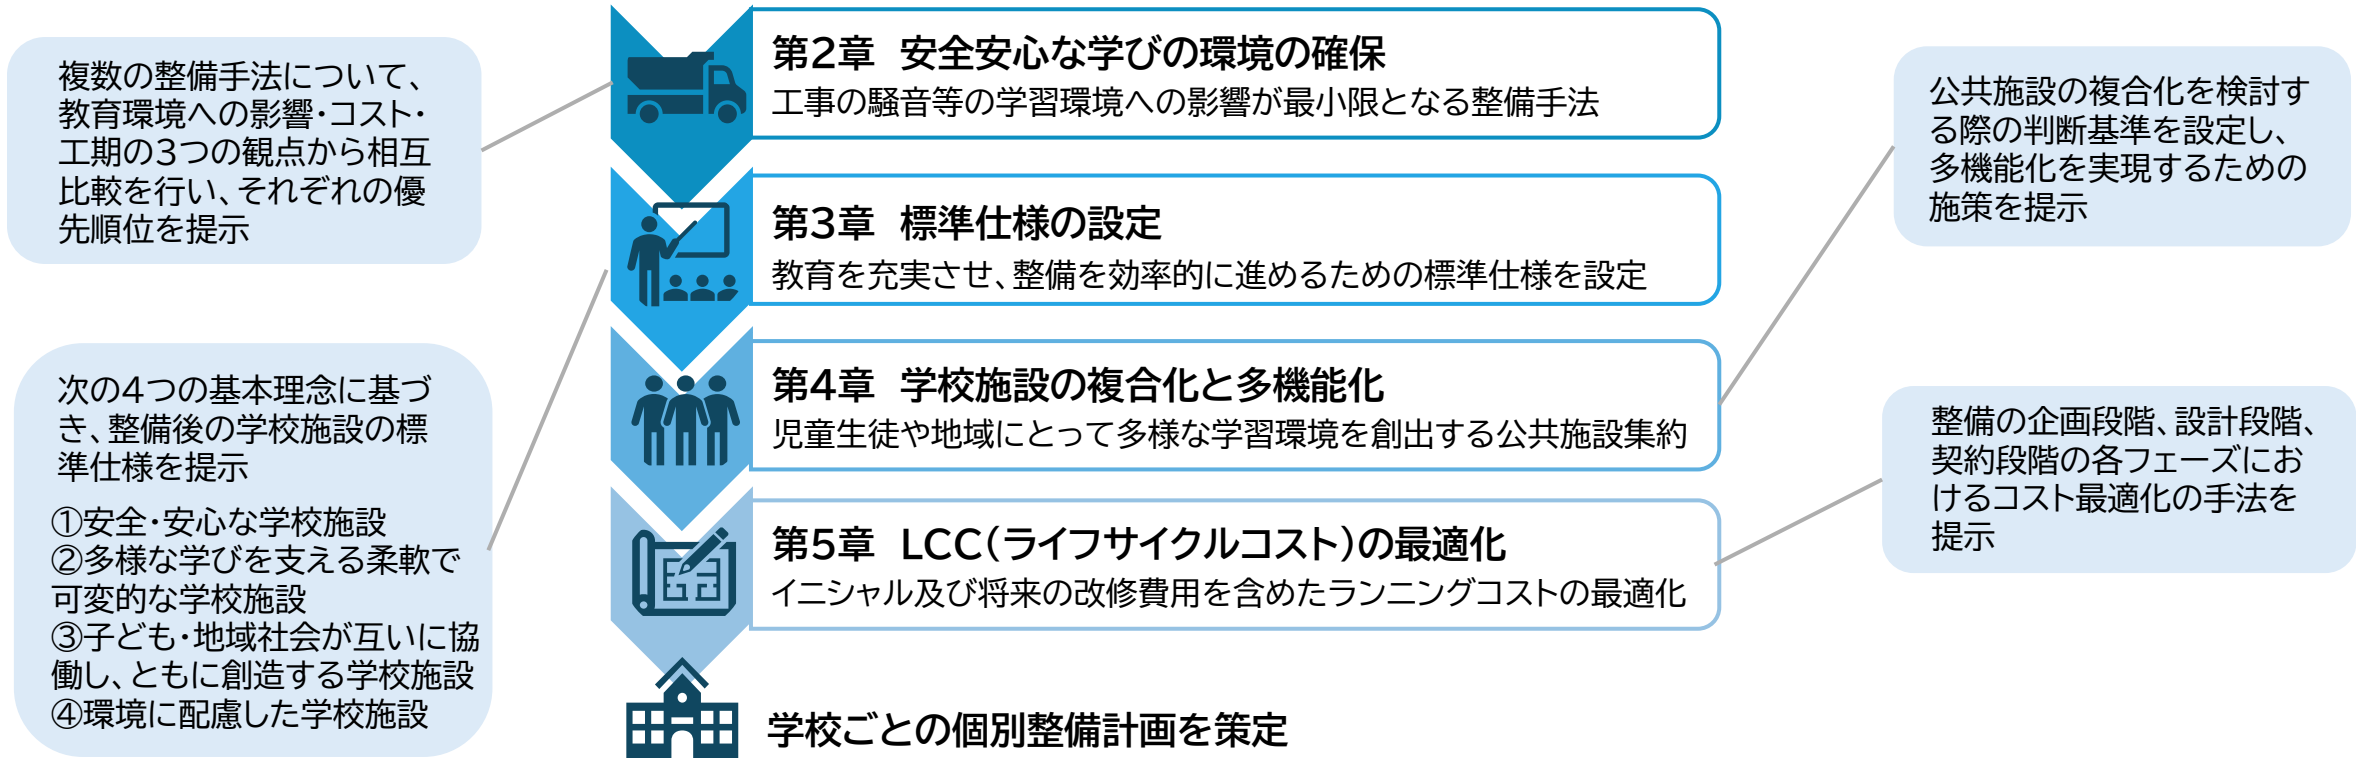 複数の整備手法について、
教育環境への影響・コスト・
工期の3つの観点から相互
比較を行い、それぞれの優
先順位を提示
次の4つの基本理念に基づ
き、整備後の学校施設の標
準仕様を提示
①安全・安心な学校施設
②多様な学びを支える柔軟で
可変的な学校施設
③子ども・地域社会が互いに協
働し、ともに創造する学校施設
④環境に配慮した学校施設
第2章 安全安心な学びの環境の確保
工事の騒音等の学習環境への影響が最小限となる整備手法
第3章 標準仕様の設定
教育を充実させ、整備を効率的に進めるための標準仕様を設定
第4章 学校施設の複合化と多機能化
児童生徒や地域にとって多様な学習環境を創出する公共施設集約
第5章 LCC(ライフサイクルコスト)の最適化
イニシャル及び将来の改修費用を含めたランニングコストの最適化
学校ごとの個別整備計画を策定
公共施設の複合化を検討す
る際の判断基準を設定し、
多機能化を実現するための
施策を提示
整備の企画段階、設計段階、
契約段階の各フェーズにお
けるコスト最適化の手法を
提示